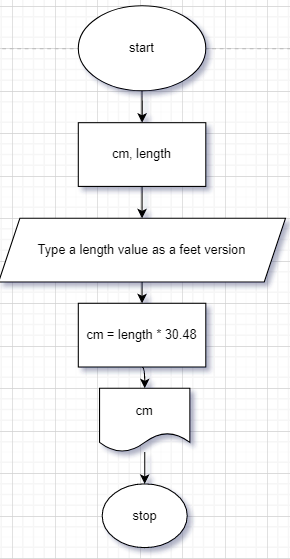 start
cm, length
Type a length value as a feet version
cm = length * 30.48
cm
stop